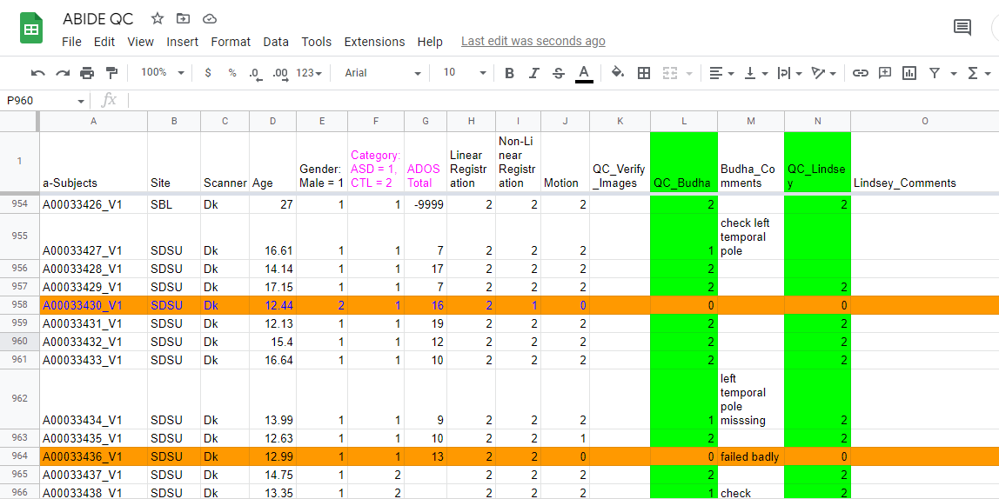 ABIDE QC
File Edit View Insert Format Data Tools Extensions Help Last edit was seconds ago
100% $ % .0 .00 123 Arial 10 B I S A
P960 fx
A B C D E F G H I J K L M N O
1 a-Subjects Site Scanner Age Gender: Male = 1 Category: ASD = 1, CTL = 2 ADOS Total Linear Registr ation Non-Li near Registr ation Motion QC_Verify _Images QC_Budha Budha_Co mments QC_Lindse y Lindsey_Comments
954 A00033426_V1 SBL Dk 27 1 1 -9999 2 2 2 2 2
955 A00033427_V1 SDSU Dk 16.61 1 1 7 2 2 2 1 check left temporal pole
956 A00033428_V1 SDSU Dk 14.14 1 1 17 2 2 2 2
957 A00033429_V1 SDSU Dk 17.15 1 1 7 2 2 2 2 2
958 A00033430_V1 SDSU Dk 12.44 2 1 16 2 1 0 0 0
959 A00033431_V1 SDSU Dk 12.13 1 1 19 2 2 2 2 2
960 A00033432_V1 SDSU Dk 15.4 1 1 12 2 2 2 2 2
961 A00033433_V1 SDSU Dk 16.64 1 1 10 2 2 2 2 2
962 A00033434_V1 SDSU Dk 13.99 1 1 9 2 2 2 1 left temporal pole misssing 2
963 A00033435_V1 SDSU Dk 12.63 1 1 10 2 2 1 2 2
964 A00033436_V1 SDSU Dk 12.99 1 1 13 2 2 0 0 failed badly 0
965 A00033437_V1 SDSU Dk 14.75 1 2 2 2 2 2 2
966 A00033438_V1 SDSU Dk 13.35 1 2 2 2 2 1 check 2